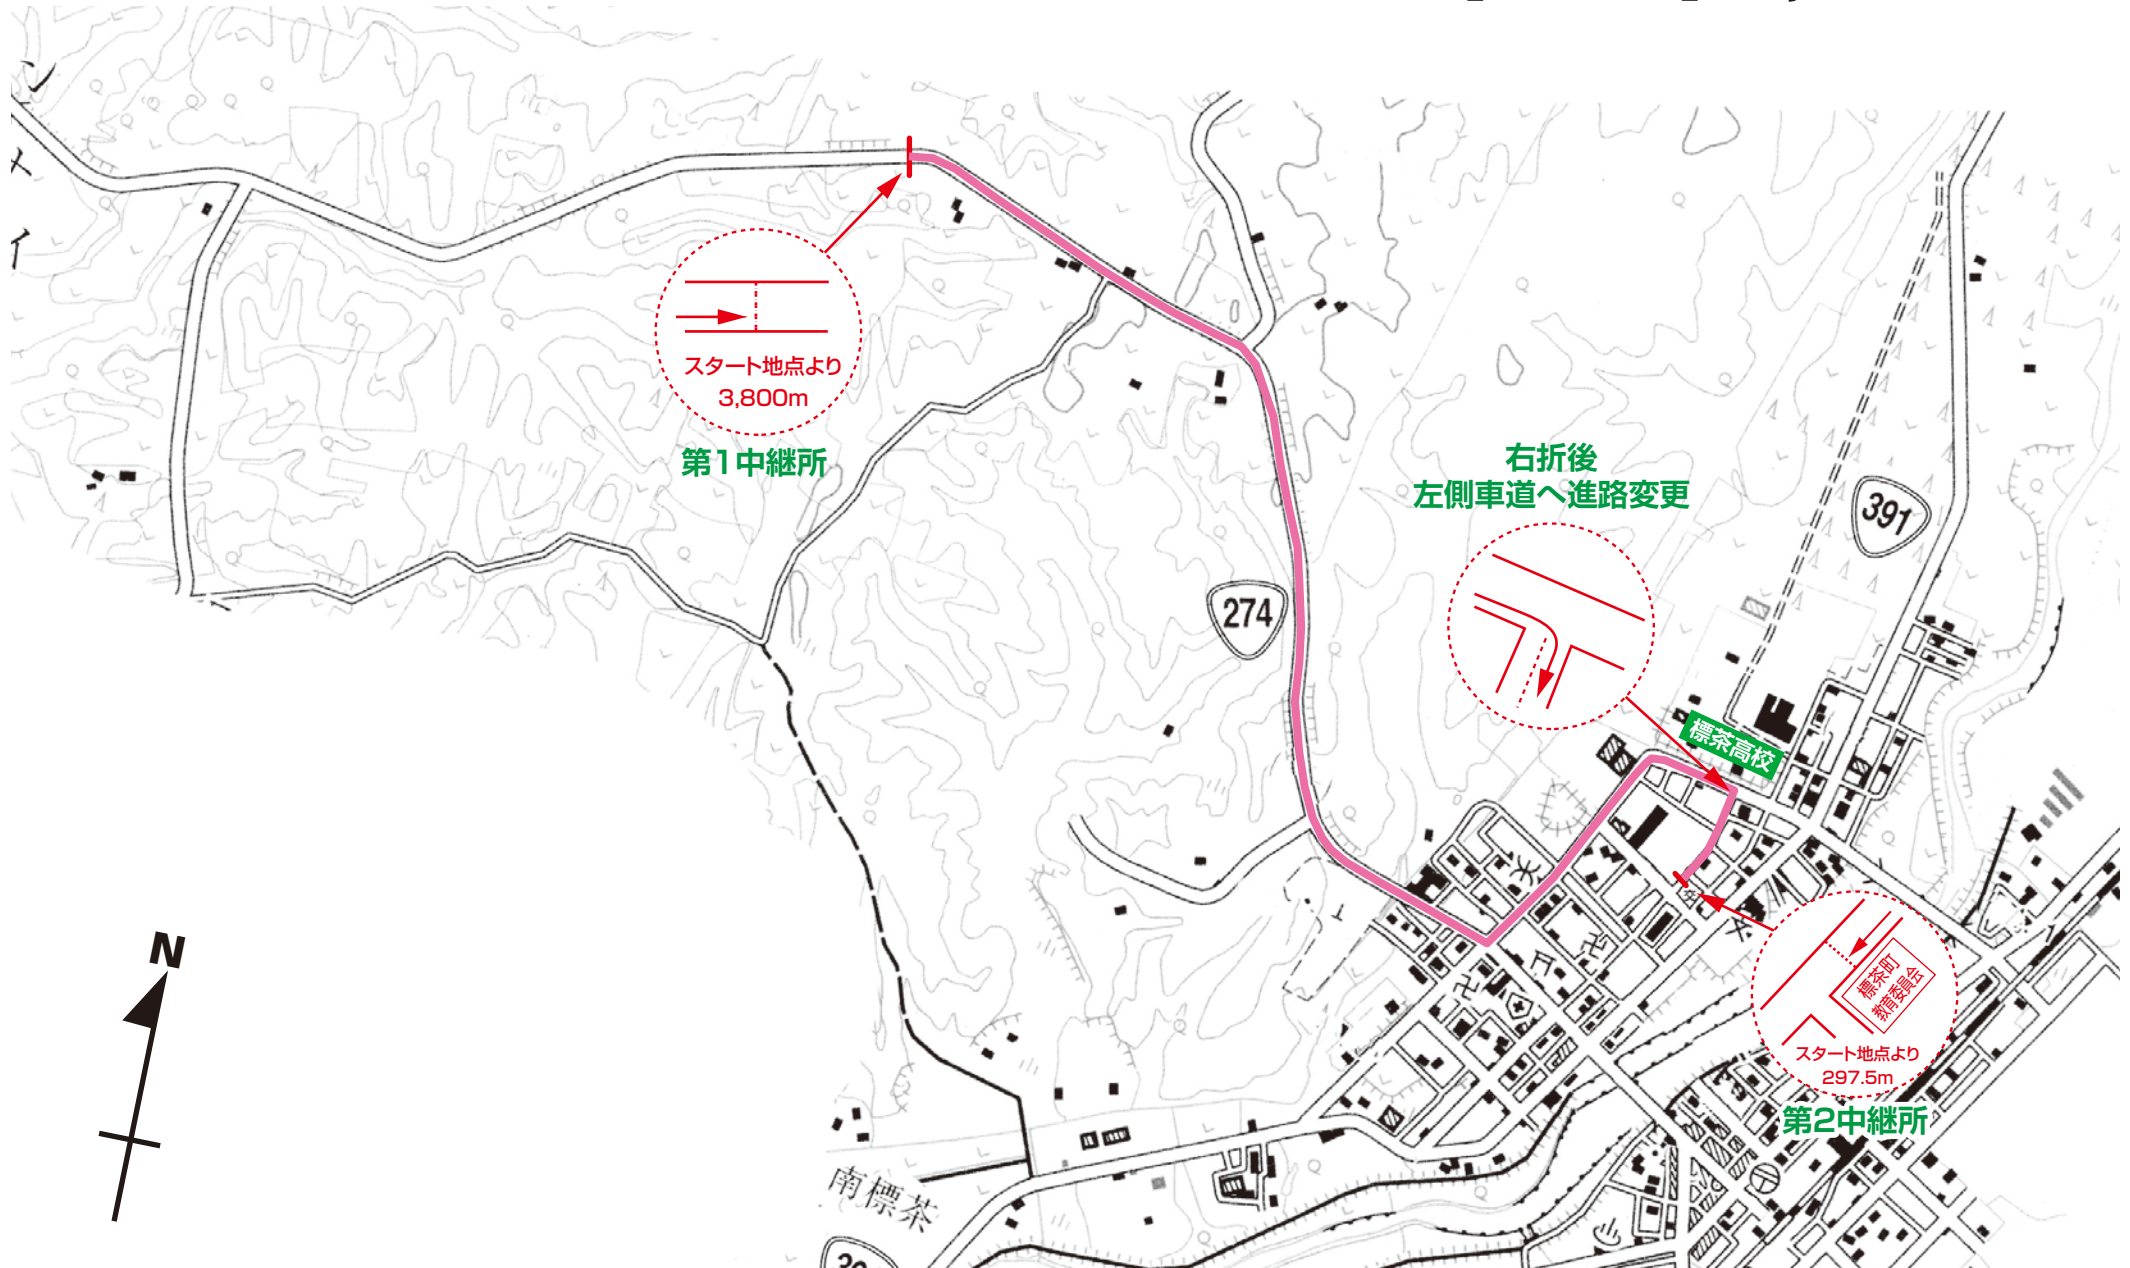 ン
メ
イ
スタート地点より
3,800m
第1中継所
右折後
左側車道へ進路変更
391
274
標茶高校
N
標茶町
教育委員会
スタート地点より
297.5m
第2中継所
南標茶